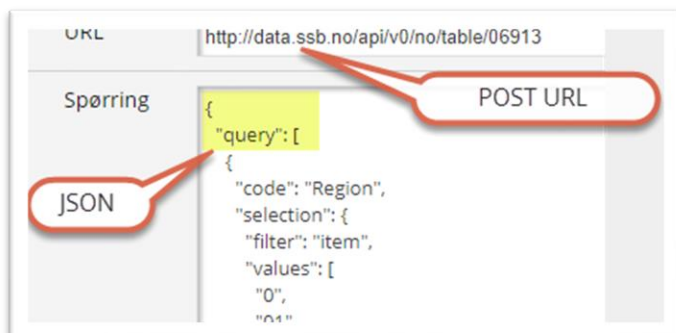 URL
http://data.ssb.no/api/v0/no/table/06913
Spørring
POST URL
{
"query": [
{
JSON
"code": "Region",
"selection": {
"filter": "item",
"values": [
"0",
"01"